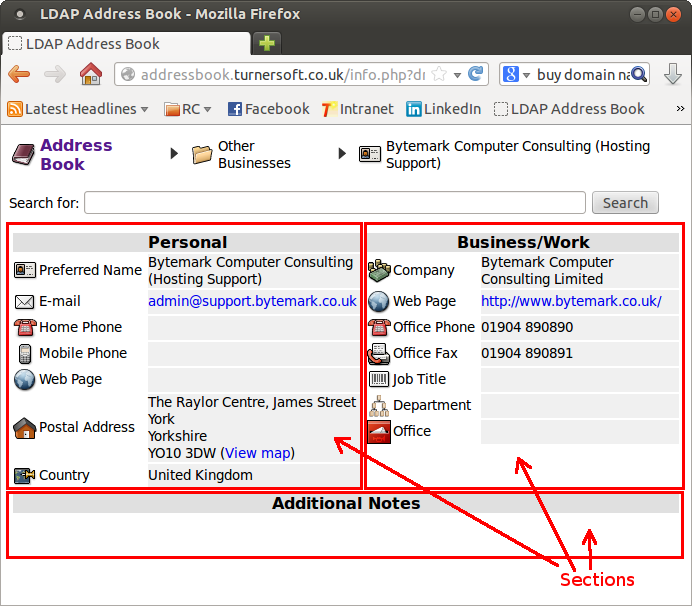 LDAP Address Book - Mozilla Firefox
LDAP Address Book
addressbook.turnersoft.co.uk/info.php?d
buy domain na
Latest Headlines
RC
Facebook
Intranet
LinkedIn
LDAP Address Book
»
Address Book
Other Businesses
Bytemark Computer Consulting (Hosting Support)
Search for:
Search
Personal
Preferred Name
Bytemark Computer Consulting
(Hosting Support)
E-mail
admin@support.bytemark.co.uk
Home Phone
Mobile Phone
Web Page
Postal Address
The Raylor Centre, James Street
York
Yorkshire
YO10 3DW (View map)
Country
United Kingdom
Business/Work
Company
Bytemark Computer
Consulting Limited
Web Page
http://www.bytemark.co.uk/
Office Phone
01904 890890
Office Fax
01904 890891
Job Title
Department
Office
Additional Notes
Sections